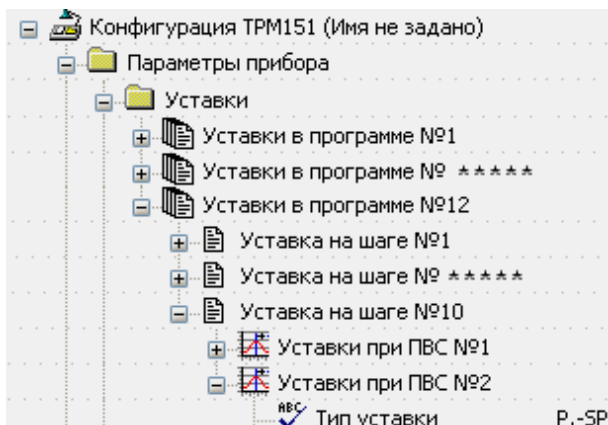 Конфигурация ТРМ151 (Имя не задано)
Параметры прибора
Уставки
Уставки в программе №1
Уставки в программе № *****
Уставки в программе №12
Уставка на шаге №1
Уставка на шаге № *****
Уставка на шаге №10
Уставки при ПВС №1
Уставки при ПВС №2
ABC Тип уставки P.-SP